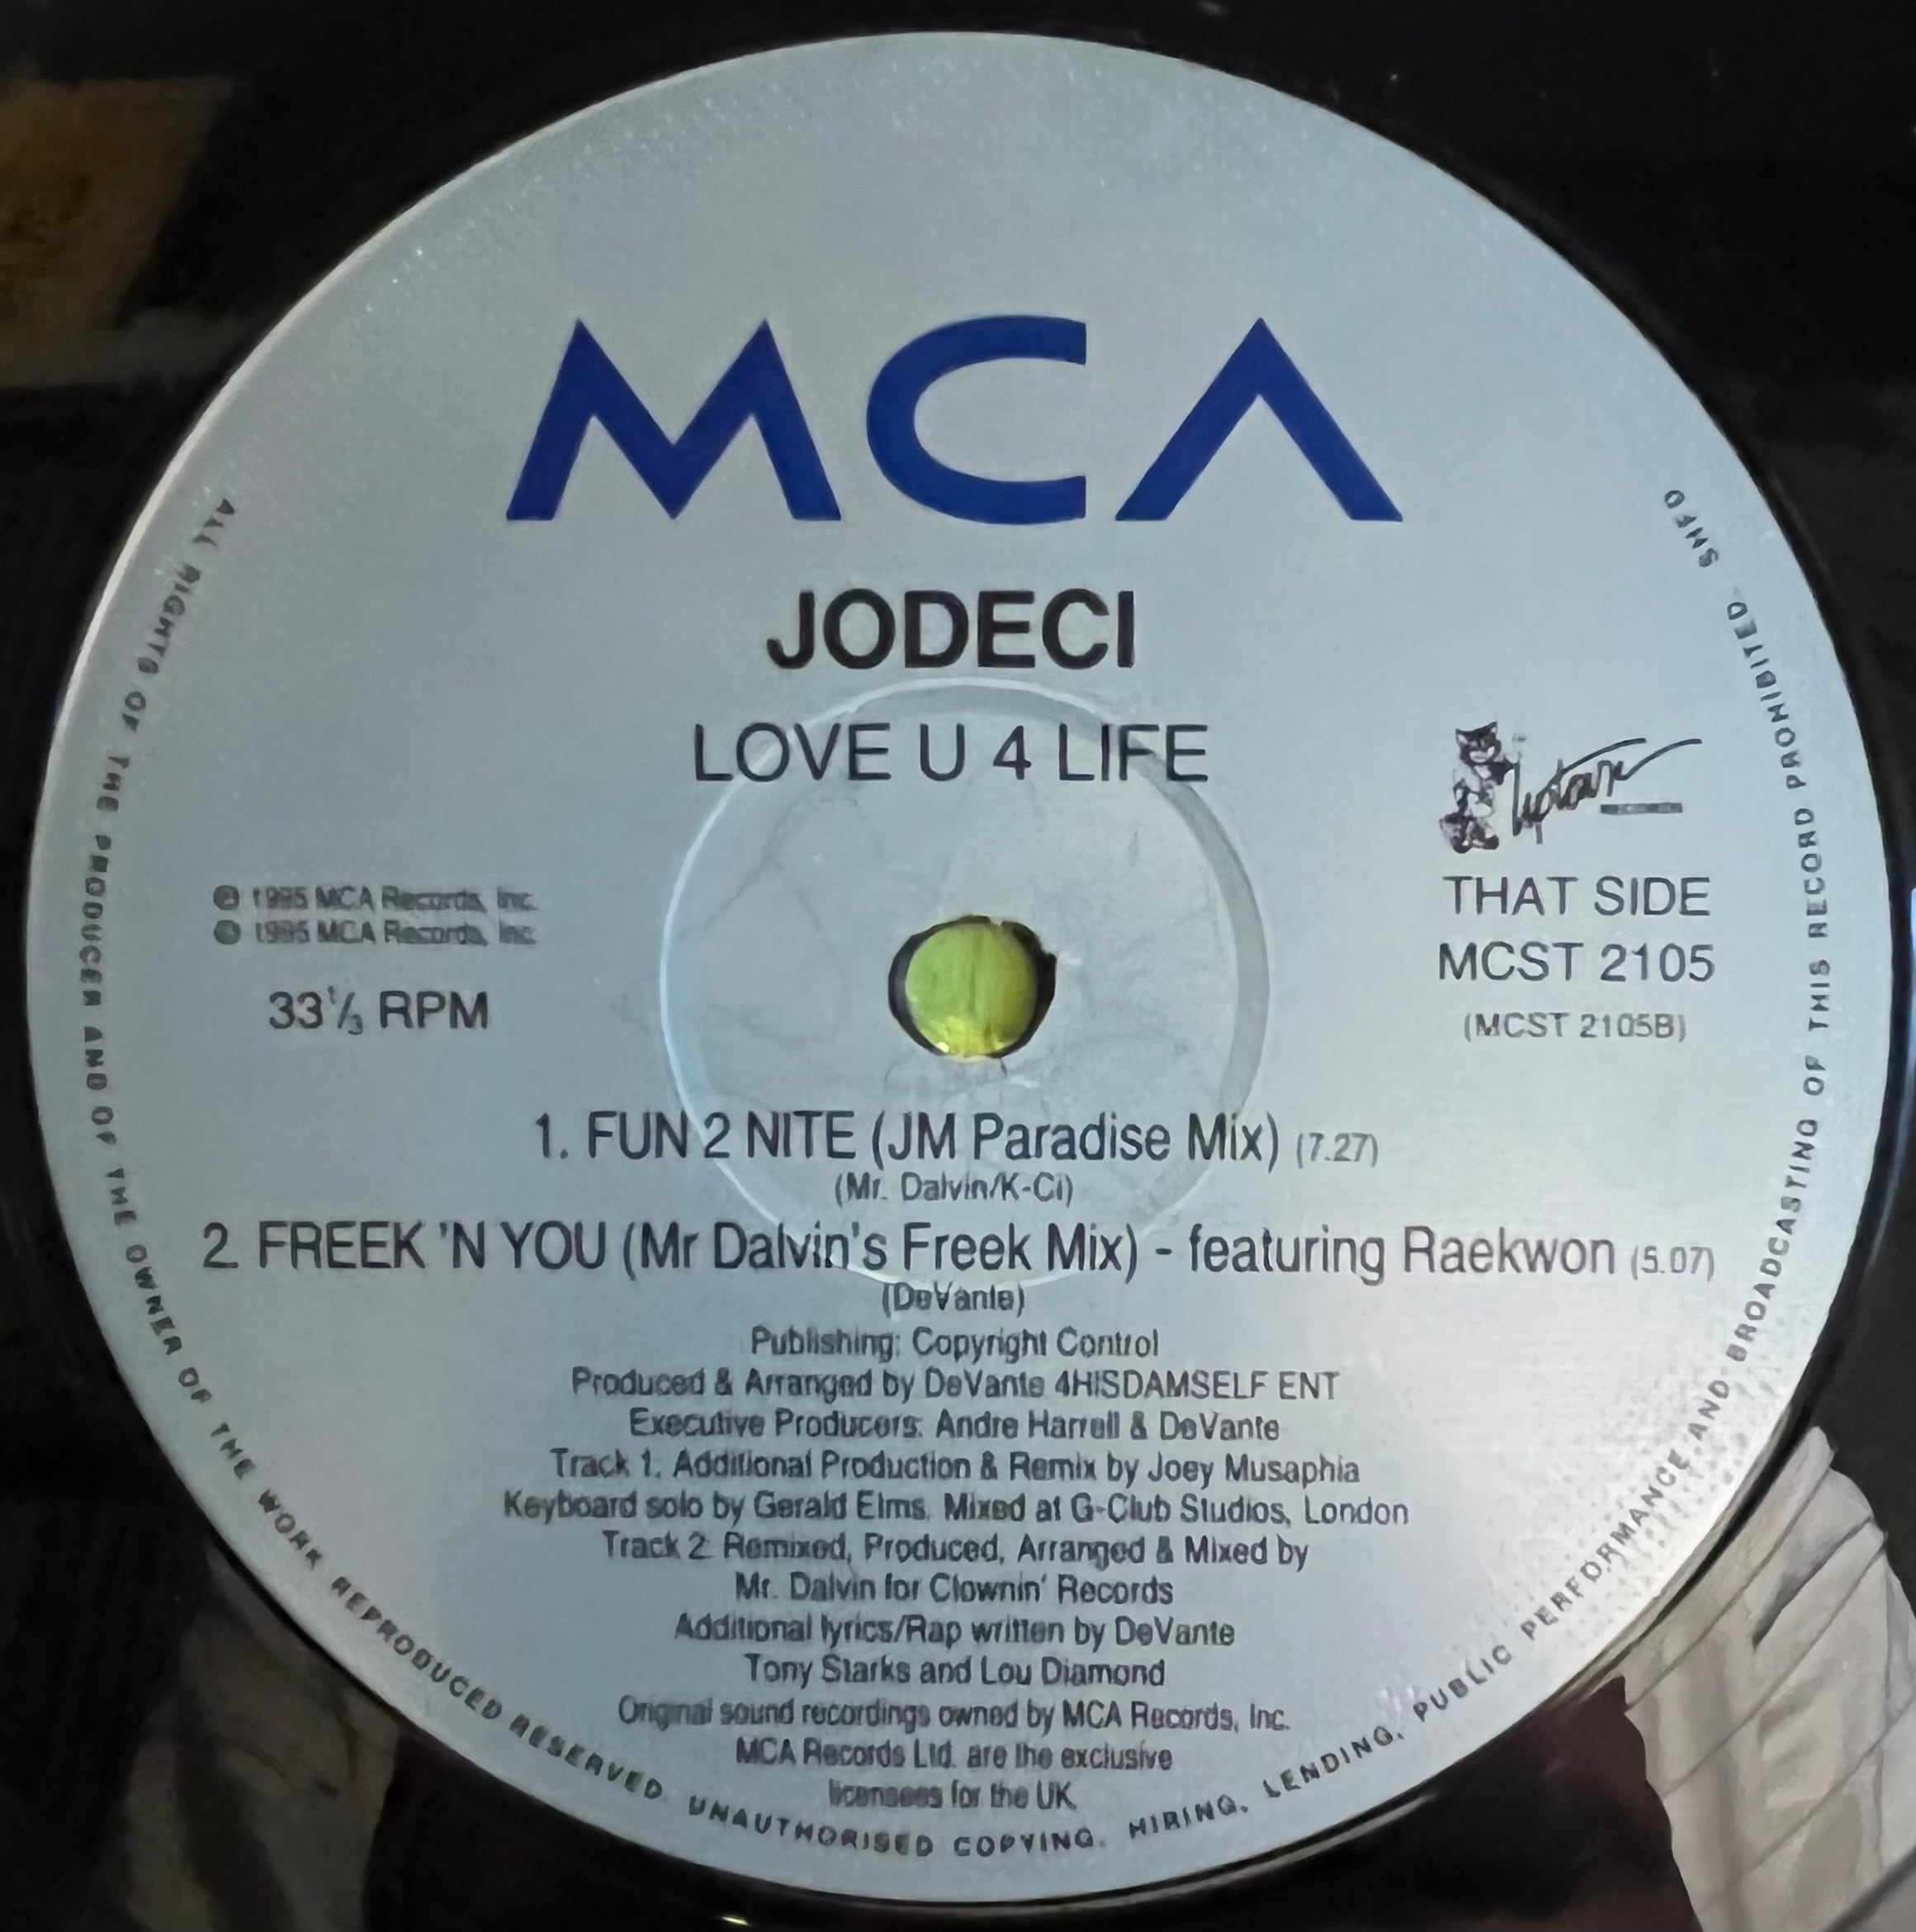 MCA
JODECI
LOVE U 4 LIFE
Uptown
RECORDS
℗ 1995 MCA Records, Inc.
© 1995 MCA Records, Inc.
33⅓ RPM
THAT SIDE
MCST 2105
(MCST 2105B)
1. FUN 2 NITE (JM Paradise Mix) (7.27)
(Mr. Dalvin/K-Ci)
2. FREEK 'N YOU (Mr Dalvin's Freek Mix) - featuring Raekwon (5.07)
(DeVante)
Publishing: Copyright Control
Produced & Arranged by DeVante 4HISDAMSELF ENT
Executive Producers: Andre Harrell & DeVante
Track 1. Additional Production & Remix by Joey Musaphia
Keyboard solo by Gerald Elms. Mixed at G-Club Studios, London
Track 2. Remixed, Produced, Arranged & Mixed by
Mr. Dalvin for Clownin' Records
Additional lyrics/Rap written by DeVante
Tony Starks and Lou Diamond
Original sound recordings owned by MCA Records, Inc.
MCA Records Ltd. are the exclusive
licensees for the UK
ALL RIGHTS OF THE PRODUCER AND OF THE OWNER OF THE WORK REPRODUCED RESERVED. UNAUTHORISED COPYING, HIRING, LENDING, PUBLIC PERFORMANCE AND BROADCASTING OF THIS RECORD PROHIBITED. SMFO